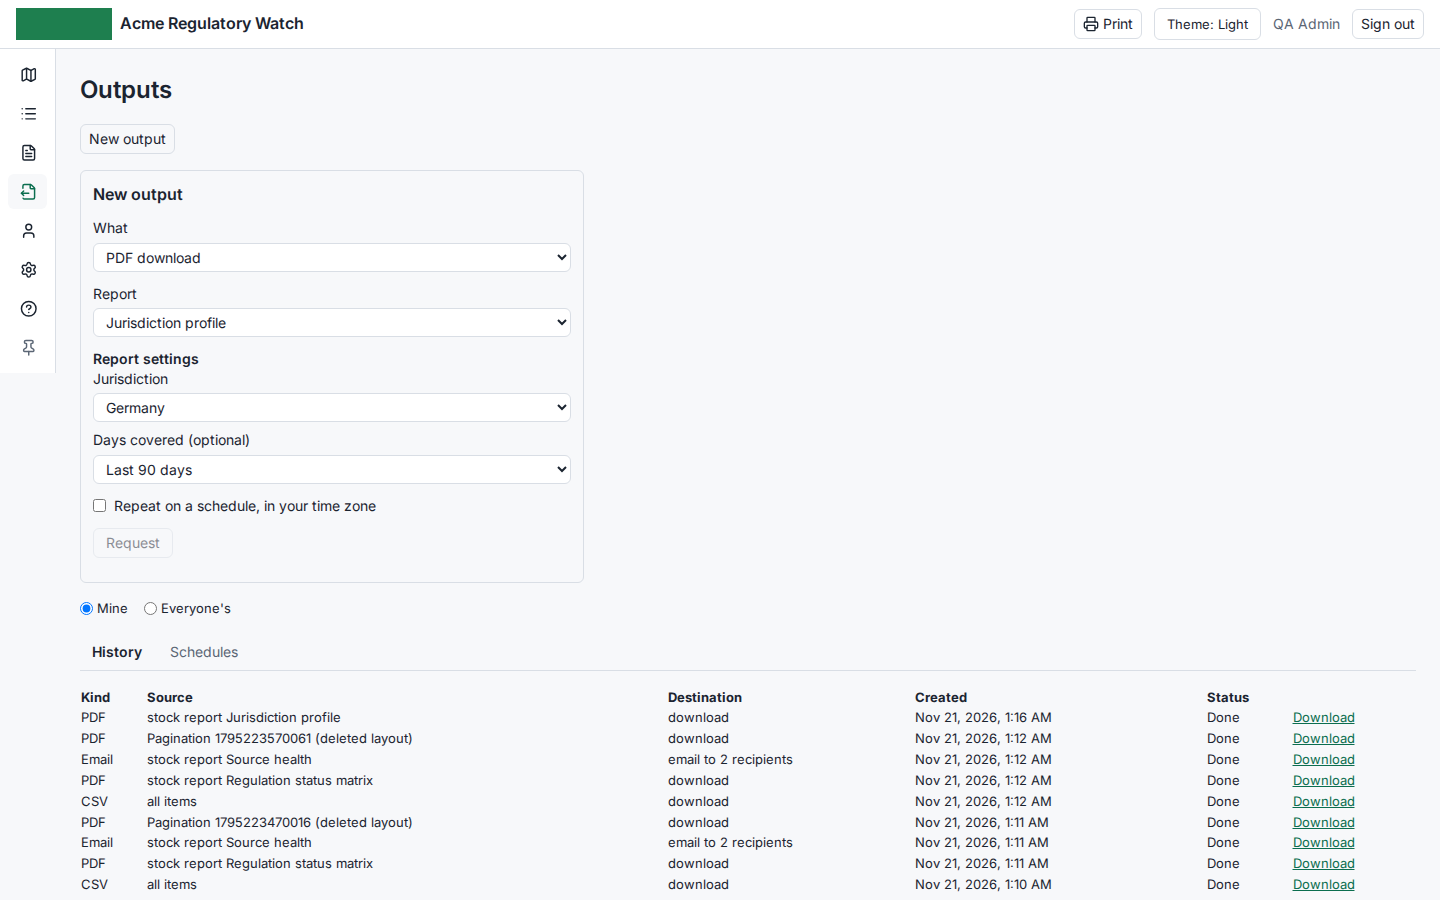 Acme Regulatory Watch
Print
Theme: Light
QA Admin
Sign out
Outputs
New output
New output
What
PDF download
Report
Jurisdiction profile
Report settings
Jurisdiction
Germany
Days covered (optional)
Last 90 days
Repeat on a schedule, in your time zone
Request
Mine
Everyone's
History
Schedules
Kind Source Destination Created Status
PDF stock report Jurisdiction profile download Nov 21, 2026, 1:16 AM Done Download
PDF Pagination 1795223570061 (deleted layout) download Nov 21, 2026, 1:12 AM Done Download
Email stock report Source health email to 2 recipients Nov 21, 2026, 1:12 AM Done Download
PDF stock report Regulation status matrix download Nov 21, 2026, 1:12 AM Done Download
CSV all items download Nov 21, 2026, 1:12 AM Done Download
PDF Pagination 1795223470016 (deleted layout) download Nov 21, 2026, 1:11 AM Done Download
Email stock report Source health email to 2 recipients Nov 21, 2026, 1:11 AM Done Download
PDF stock report Regulation status matrix download Nov 21, 2026, 1:11 AM Done Download
CSV all items download Nov 21, 2026, 1:10 AM Done Download